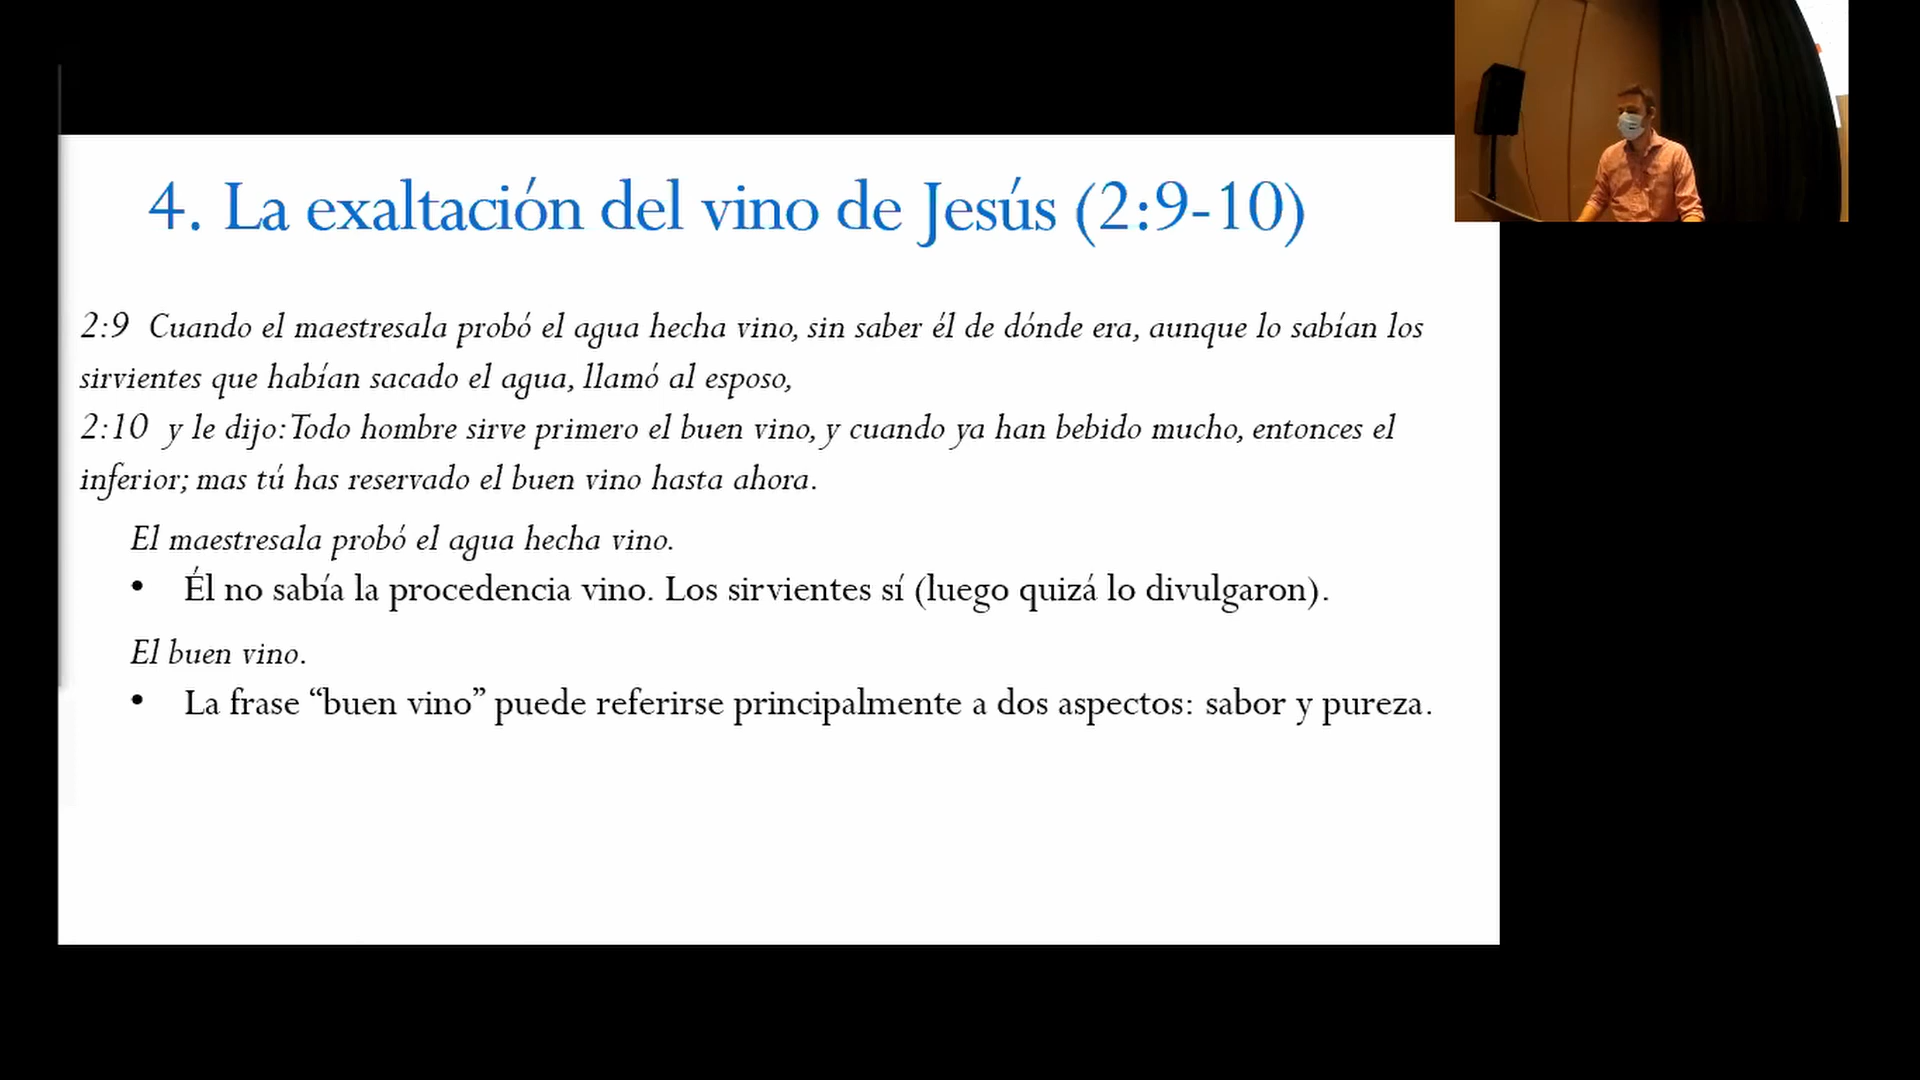 4. La exaltación del vino de Jesús (2:9-10)
2:9 Cuando el maestresala probó el agua hecha vino, sin saber él de dónde era, aunque lo sabían los
sirvientes que habían sacado el agua, llamó al esposo,
2:10 y le dijo: Todo hombre sirve primero el buen vino, y cuando ya han bebido mucho, entonces el
inferior; mas tú has reservado el buen vino hasta ahora.
El maestresala probó el agua hecha vino.
• Él no sabía la procedencia vino. Los sirvientes sí (luego quizá lo divulgaron).
El buen vino.
• La frase “buen vino” puede referirse principalmente a dos aspectos: sabor y pureza.